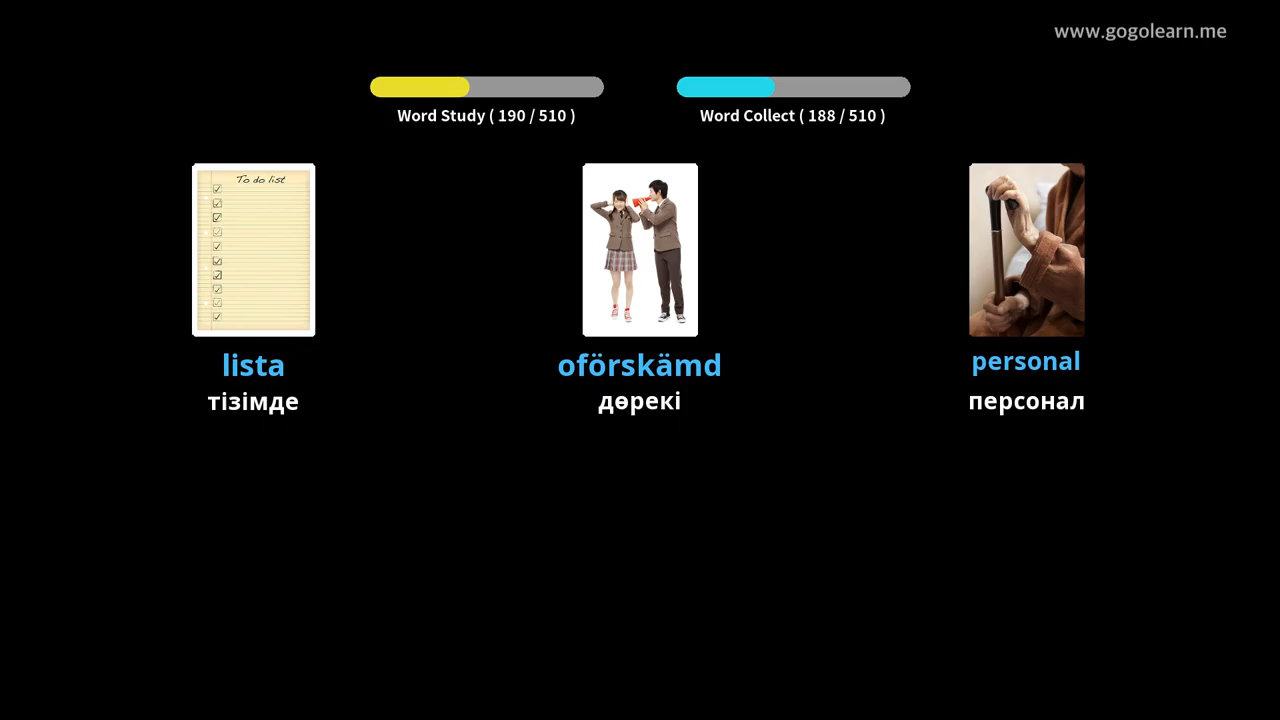 www.gogolearn.me
Word Study ( 190 / 510 )
Word Collect ( 188 / 510 )
To do list
lista
oförskämd
personal
тізімде
дөрекі
персонал